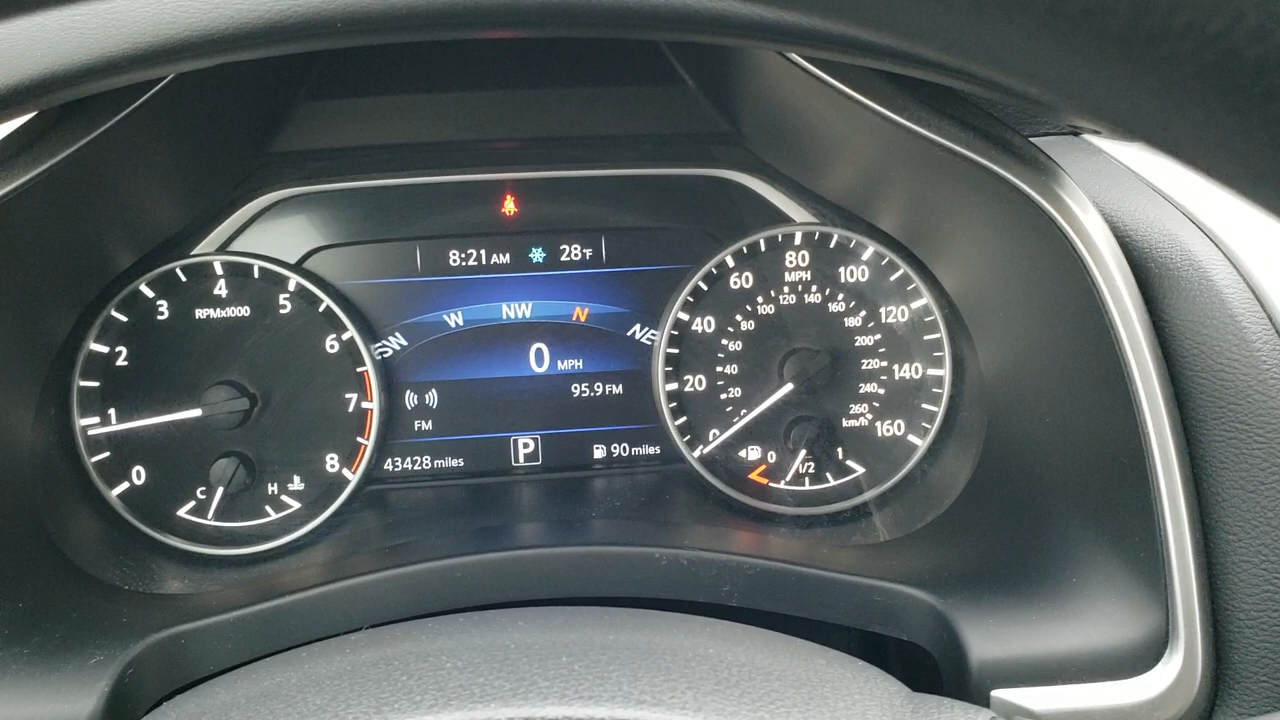 8:21 AM 28°F
SW W NW N NE
0 MPH
95.9 FM
FM
43428 miles
P
90 miles
0 1 2 3 4 5 6 7 8
RPMx1000
C H
0 20 40 60 80 100 120 140 160
MPH
20 40 60 80 100 120 140 160 180 200 220 240 260
km/h
0 1/2 1